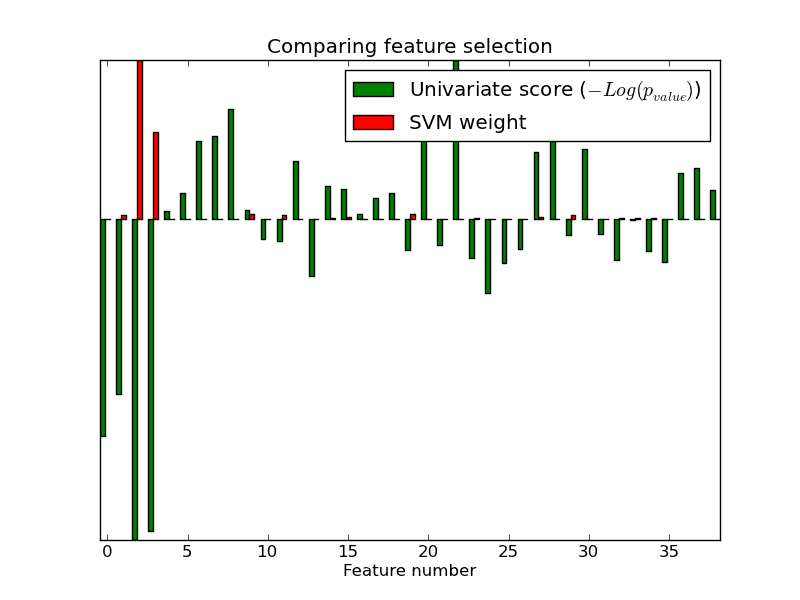 Comparing feature selection
Univariate score (−Log(p_value))
SVM weight
0 5 10 15 20 25 30 35
Feature number